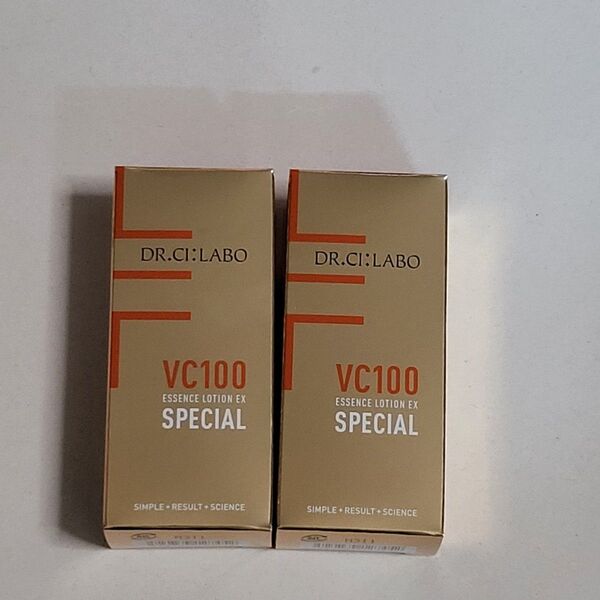 DR.CI:LABO
VC100
ESSENCE LOTION EX
SPECIAL
SIMPLE + RESULT + SCIENCE
DR.CI:LABO
VC100
ESSENCE LOTION EX
SPECIAL
SIMPLE + RESULT + SCIENCE